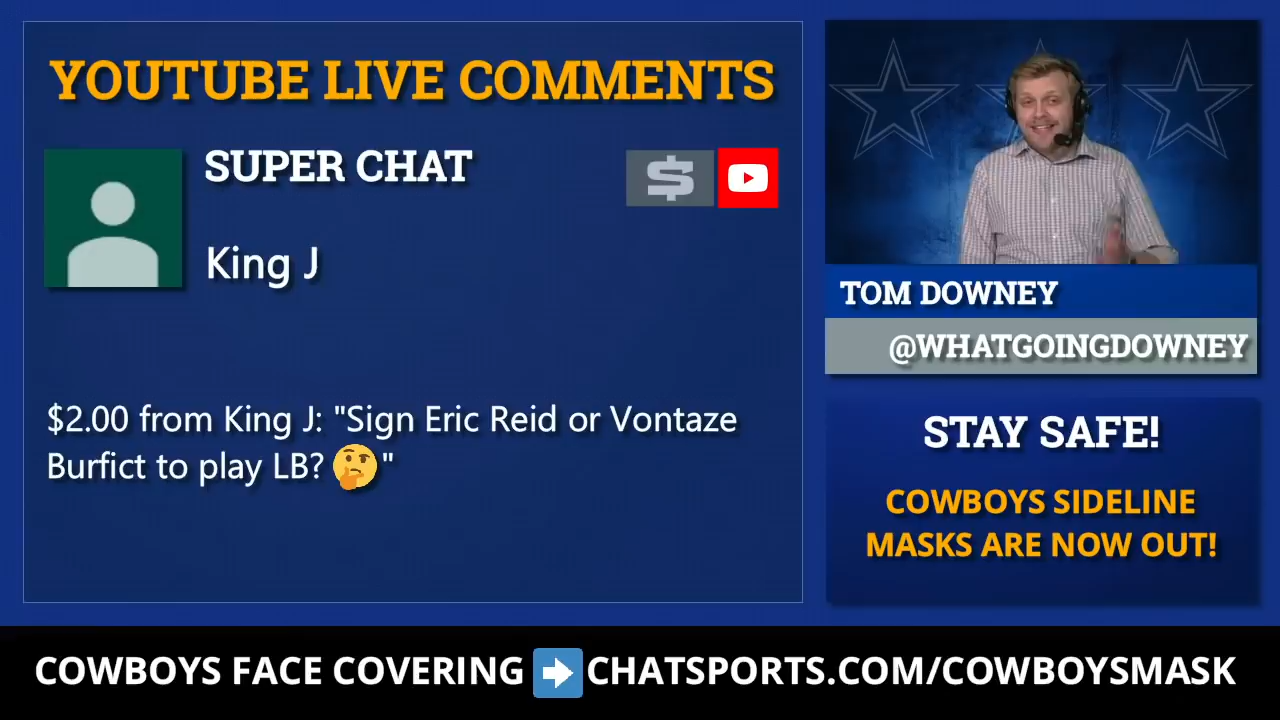 YOUTUBE LIVE COMMENTS
SUPER CHAT
$
King J
$2.00 from King J: "Sign Eric Reid or Vontaze
Burfict to play LB? 🤔"
TOM DOWNEY
@WHATGOINGDOWNEY
STAY SAFE!
COWBOYS SIDELINE
MASKS ARE NOW OUT!
COWBOYS FACE COVERING ➡ CHATSPORTS.COM/COWBOYSMASK